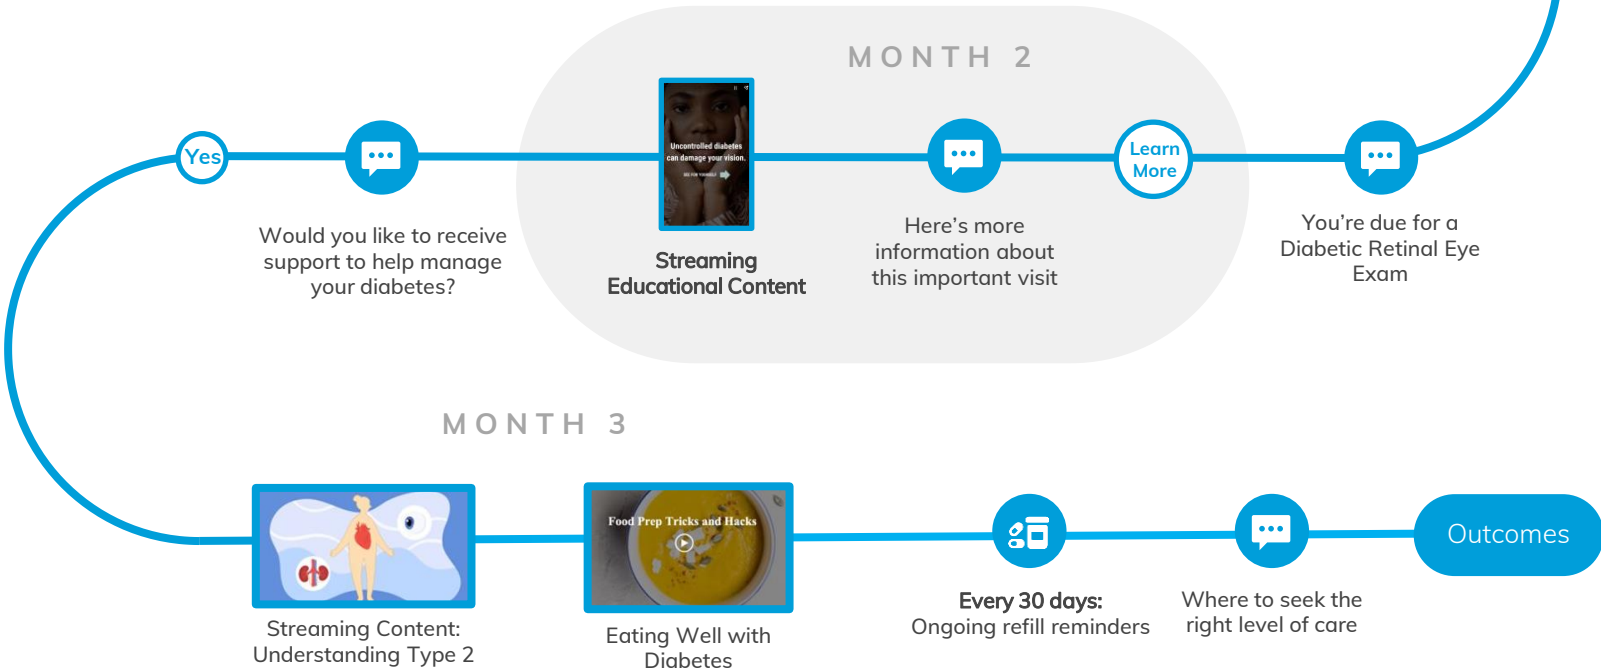 MONTH 2
Yes
Uncontrolled diabetes
can damage your vision.
SEE FOR YOURSELF
Learn
More
Would you like to receive
support to help manage
your diabetes?
Streaming
Educational Content
Here’s more
information about
this important visit
You’re due for a
Diabetic Retinal Eye
Exam
MONTH 3
Food Prep Tricks and Hacks
Outcomes
Streaming Content:
Understanding Type 2
Eating Well with
Diabetes
Every 30 days:
Ongoing refill reminders
Where to seek the
right level of care